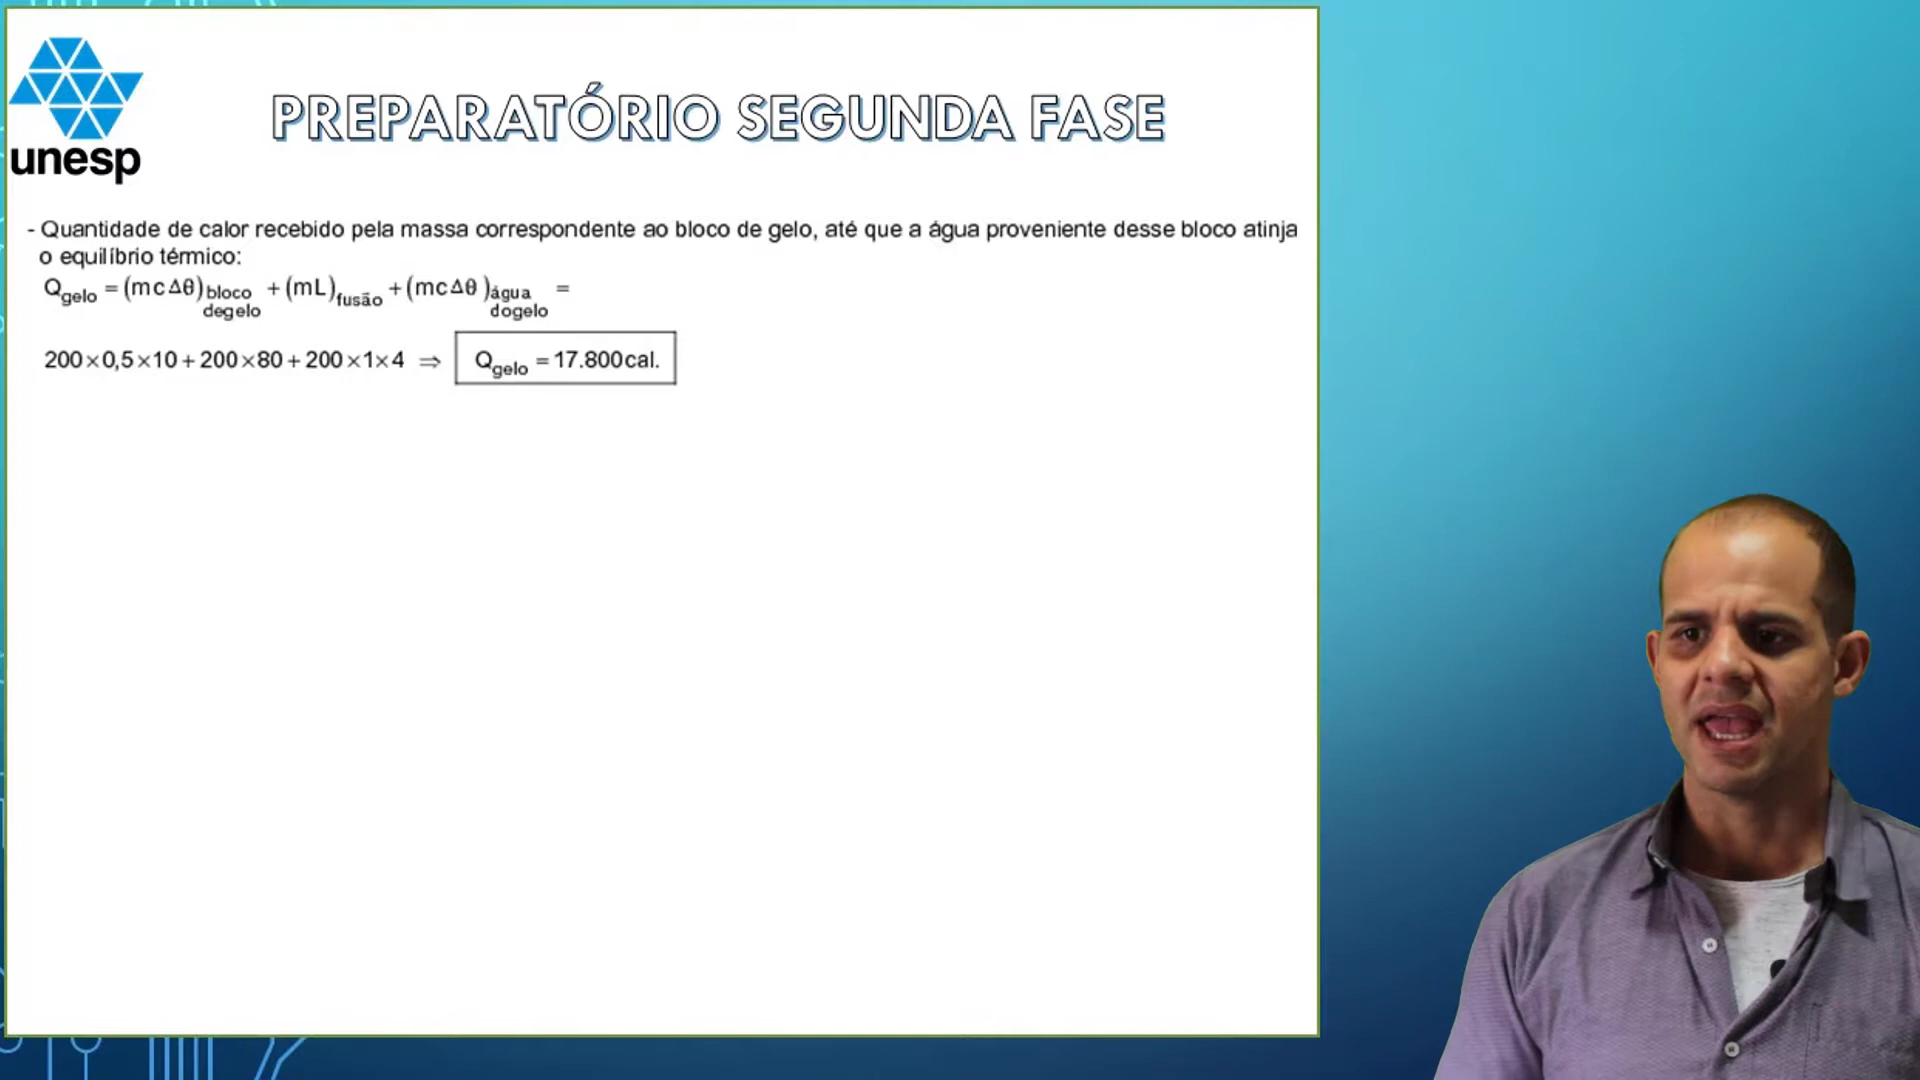 unesp
PREPARATÓRIO SEGUNDA FASE
- Quantidade de calor recebido pela massa correspondente ao bloco de gelo, até que a água proveniente desse bloco atinja
o equilíbrio térmico:
Qgelo = (mcΔθ)bloco degelo + (mL)fusão + (mcΔθ)água dogelo =
200×0,5×10 + 200×80 + 200×1×4 ⇒ Qgelo = 17.800cal.